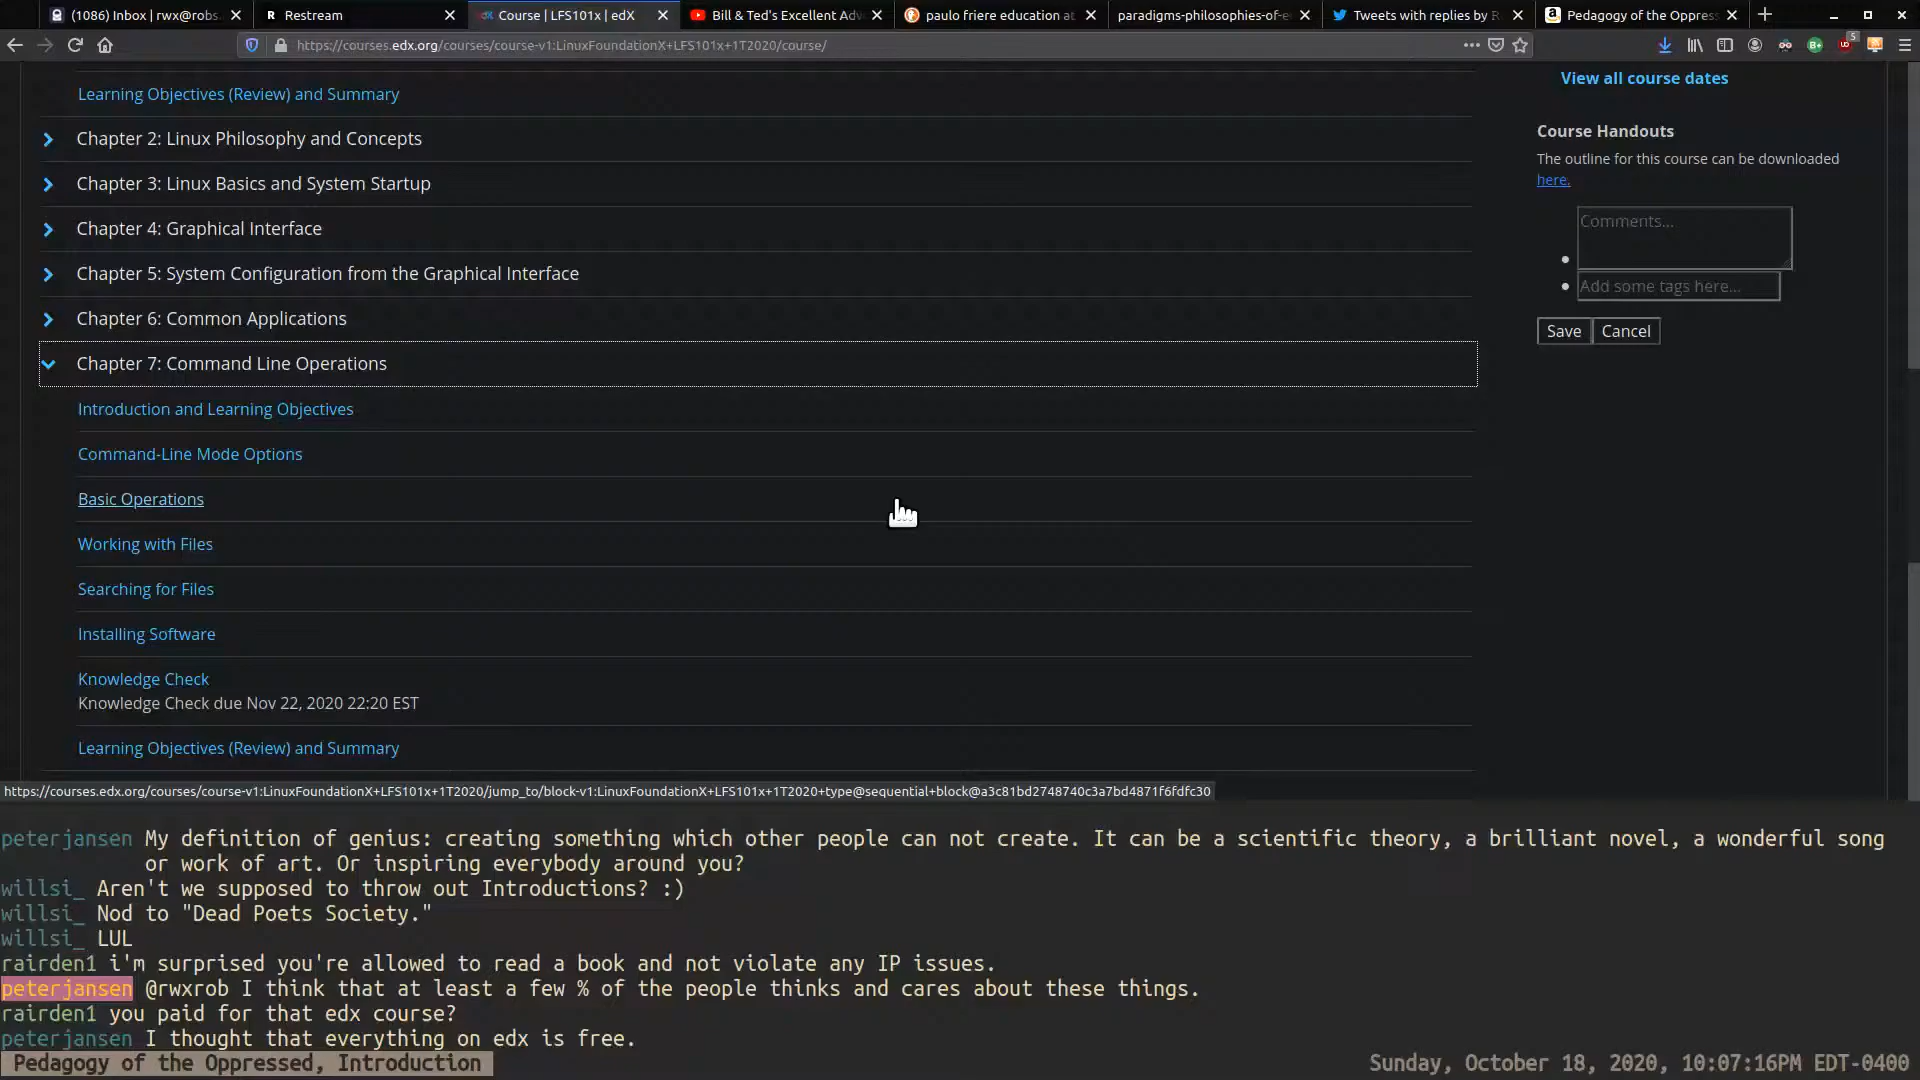 (1086) Inbox | rwx@robs
Restream
Course | LFS101x | edX
Bill & Ted's Excellent Adv
paulo friere education at
paradigms-philosophies-of-e
Tweets with replies by R
Pedagogy of the Oppress
https://courses.edx.org/courses/course-v1:LinuxFoundationX+LFS101x+1T2020/course/
5
Learning Objectives (Review) and Summary
Chapter 2: Linux Philosophy and Concepts
Chapter 3: Linux Basics and System Startup
Chapter 4: Graphical Interface
Chapter 5: System Configuration from the Graphical Interface
Chapter 6: Common Applications
Chapter 7: Command Line Operations
Introduction and Learning Objectives
Command-Line Mode Options
Basic Operations
Working with Files
Searching for Files
Installing Software
Knowledge Check
Knowledge Check due Nov 22, 2020 22:20 EST
Learning Objectives (Review) and Summary
View all course dates
Course Handouts
The outline for this course can be downloaded
here.
Comments...
Add some tags here...
Save Cancel
https://courses.edx.org/courses/course-v1:LinuxFoundationX+LFS101x+1T2020/jump_to/block-v1:LinuxFoundationX+LFS101x+1T2020+type@sequential+block@a3c81bd2748740c3a7bd4871f6fdfc30
peterjansen My definition of genius: creating something which other people can not create. It can be a scientific theory, a brilliant novel, a wonderful song
or work of art. Or inspiring everybody around you?
willsi_ Aren't we supposed to throw out Introductions? :)
willsi_ Nod to "Dead Poets Society."
willsi_ LUL
rairden1 i'm surprised you're allowed to read a book and not violate any IP issues.
peterjansen @rwxrob I think that at least a few % of the people thinks and cares about these things.
rairden1 you paid for that edx course?
peterjansen I thought that everything on edx is free.
Pedagogy of the Oppressed, Introduction
Sunday, October 18, 2020, 10:07:16PM EDT-0400